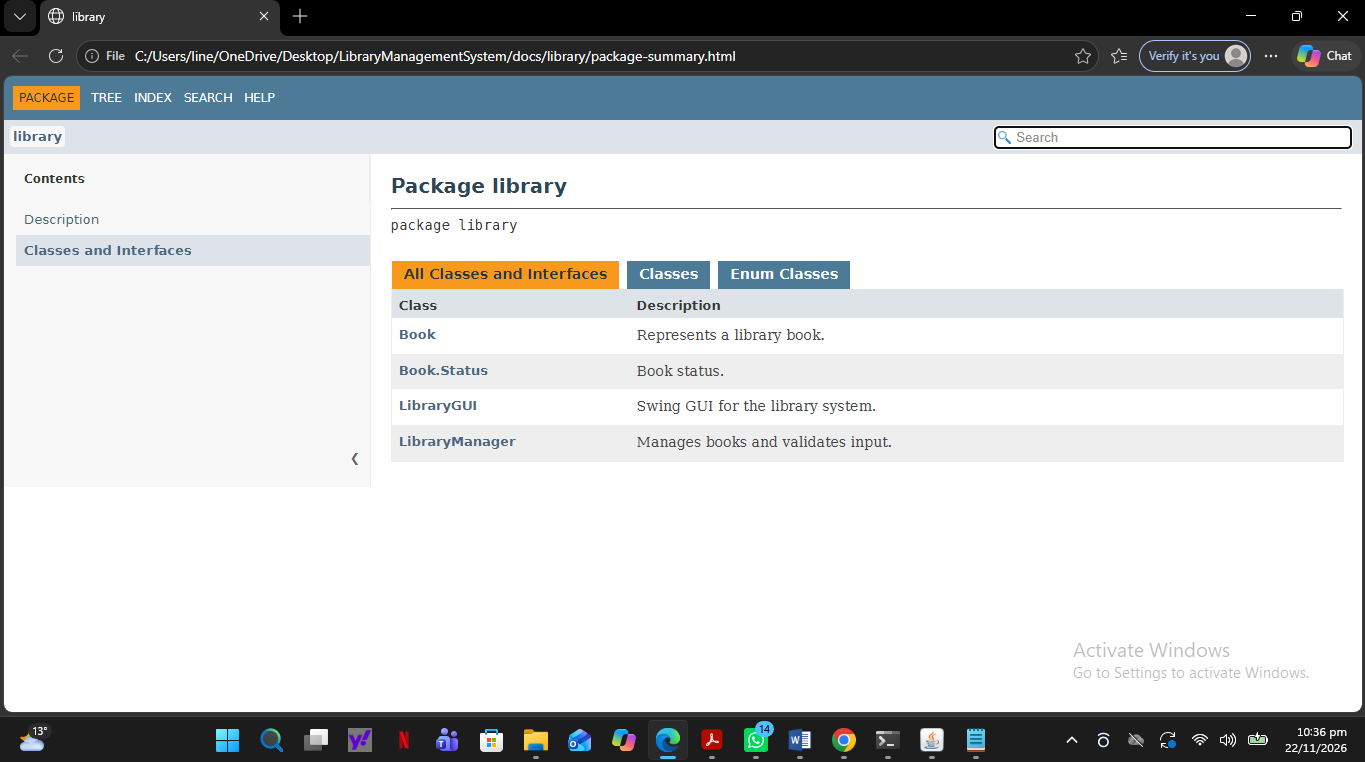 library
File C:/Users/line/OneDrive/Desktop/LibraryManagementSystem/docs/library/package-summary.html
Verify it's you
Chat
PACKAGE TREE INDEX SEARCH HELP
library
Search
Contents
Description
Classes and Interfaces
Package library
package library
All Classes and Interfaces Classes Enum Classes
Class Description
Book Represents a library book.
Book.Status Book status.
LibraryGUI Swing GUI for the library system.
LibraryManager Manages books and validates input.
Activate Windows
Go to Settings to activate Windows.
13°
14
10:36 pm
22/11/2026